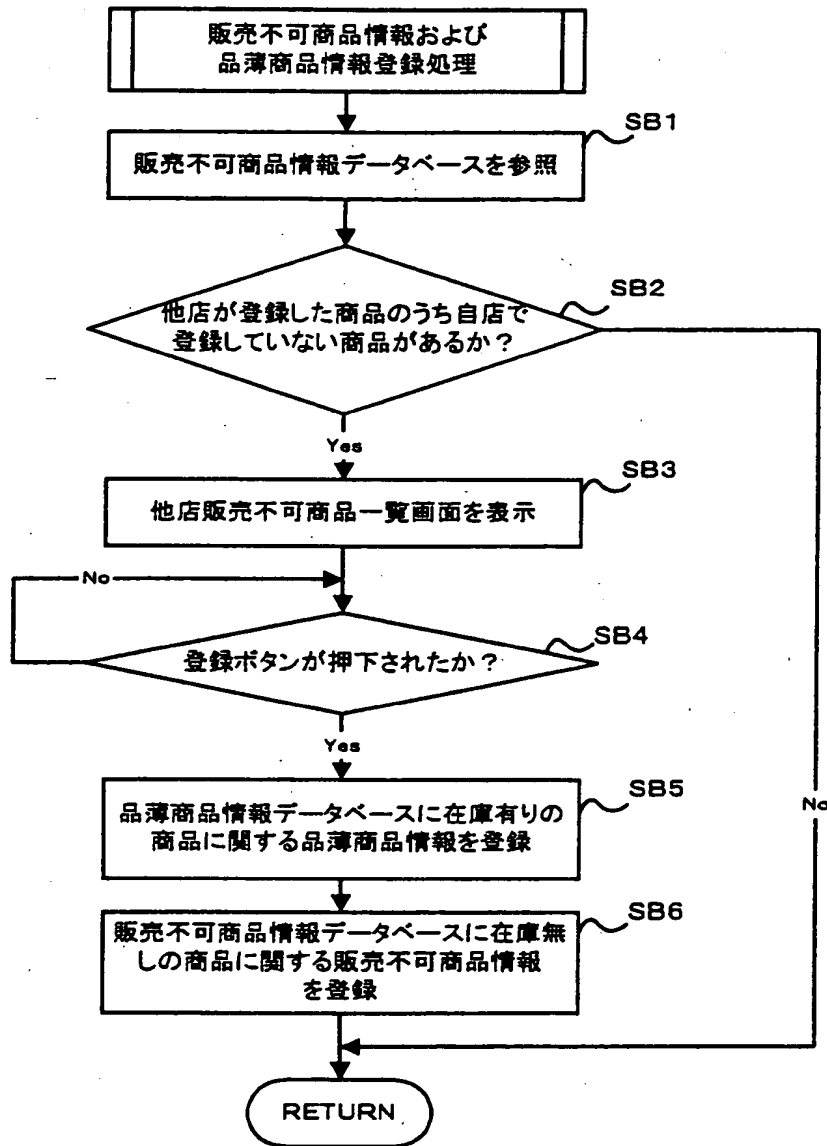 販売不可商品情報および
品薄商品情報登録処理
SB1
販売不可商品情報データベースを参照
SB2
他店が登録した商品のうち自店で
登録していない商品があるか?
Yes
SB3
他店販売不可商品一覧画面を表示
No
SB4
登録ボタンが押下されたか?
Yes
SB5
品薄商品情報データベースに在庫有りの
商品に関する品薄商品情報を登録
No
SB6
販売不可商品情報データベースに在庫無
しの商品に関する販売不可商品情報
を登録
RETURN